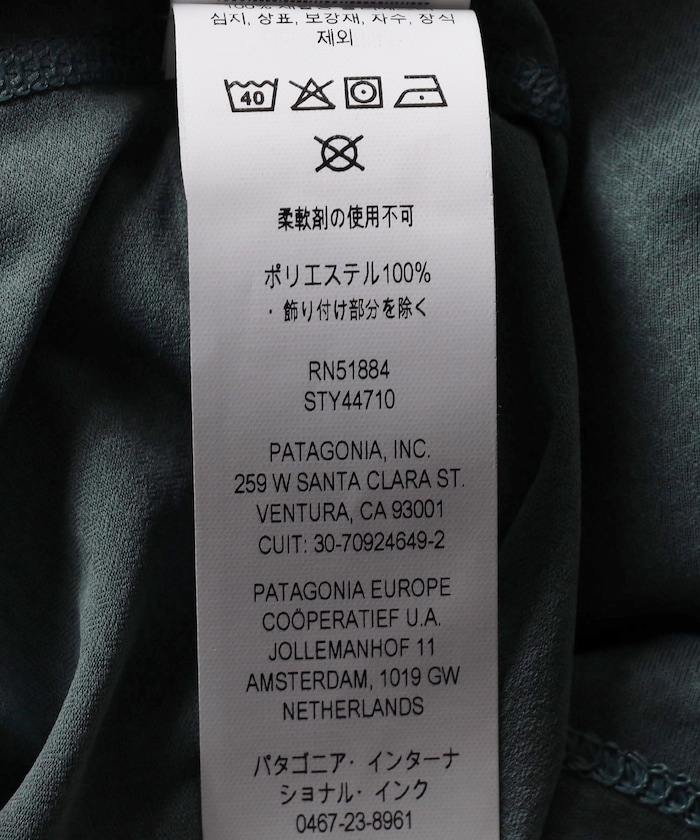 심지, 상표, 보강재, 자수, 장식
제외
40
柔軟剤の使用不可
ポリエステル100%
・飾り付け部分を除く
RN51884
STY44710
PATAGONIA, INC.
259 W SANTA CLARA ST.
VENTURA, CA 93001
CUIT: 30-70924649-2
PATAGONIA EUROPE
COÖPERATIEF U.A.
JOLLEMANHOF 11
AMSTERDAM, 1019 GW
NETHERLANDS
パタゴニア・インターナ
ショナル・インク
0467-23-8961